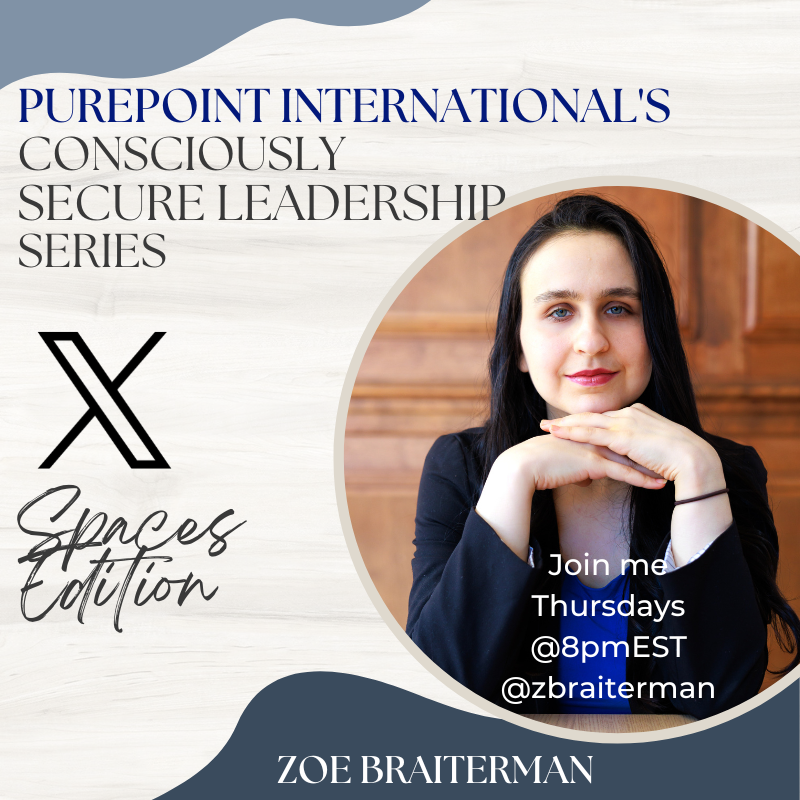 PUREPOINT INTERNATIONAL'S
CONSCIOUSLY
SECURE LEADERSHIP
SERIES
X
Spaces
Edition
Join me
Thursdays
@8pmEST
@zbraiterman
ZOE BRAITERMAN